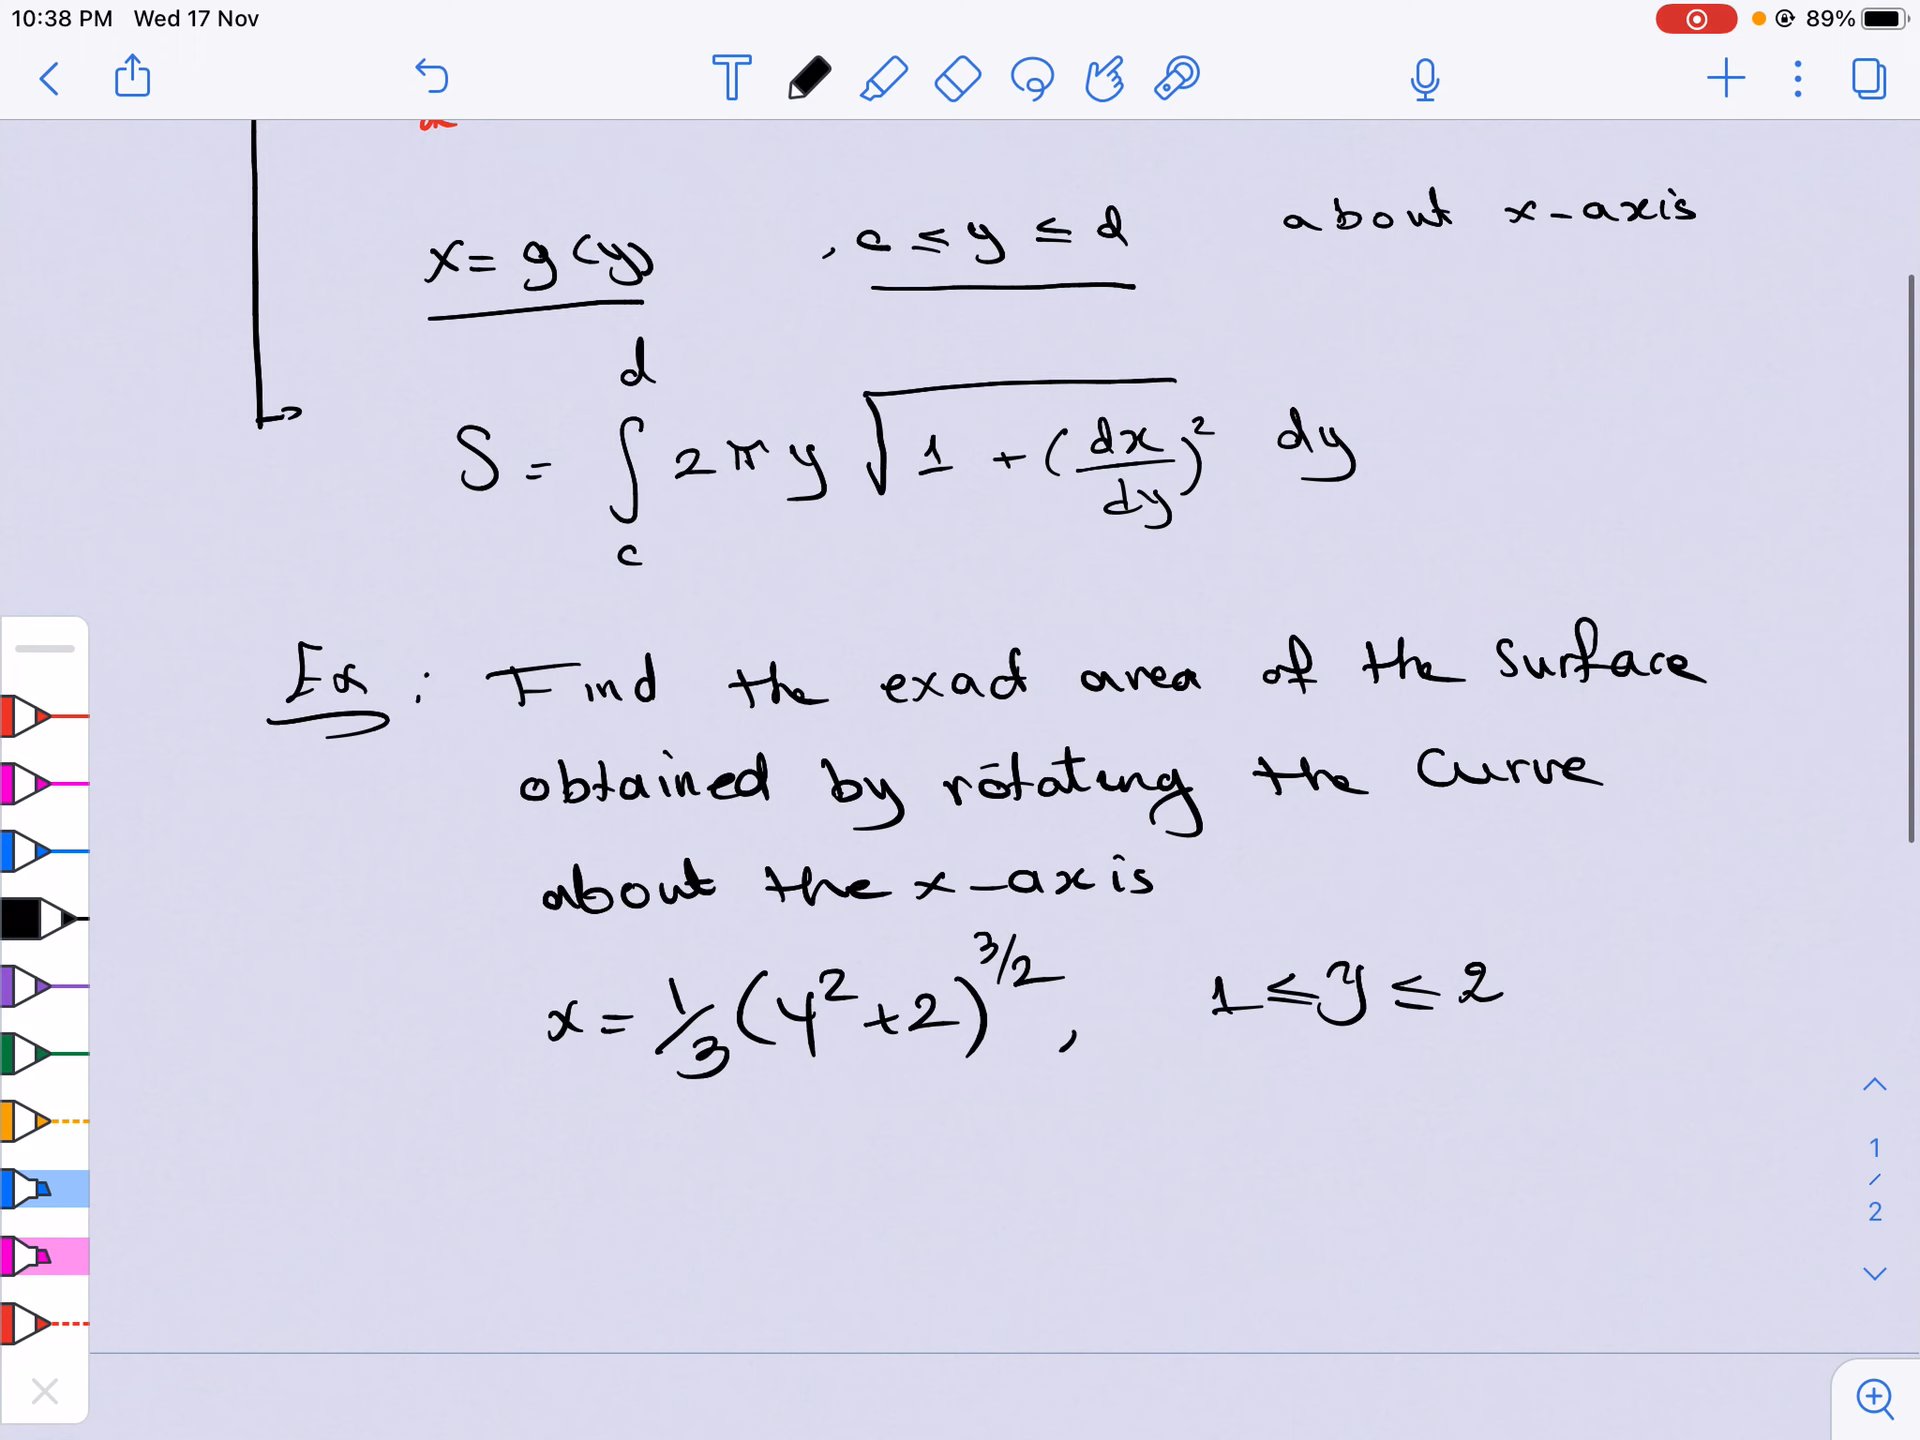 10:38 PM Wed 17 Nov
89%
x = g(y) , c ≤ y ≤ d about x-axis
S = ∫_c^d 2π y √(1 + (dx/dy)²) dy
Ex : Find the exact area of the surface
obtained by rotating the curve
about the x-axis
x = 1/3 (y² + 2)^{3/2}, 1 ≤ y ≤ 2
1
/
2